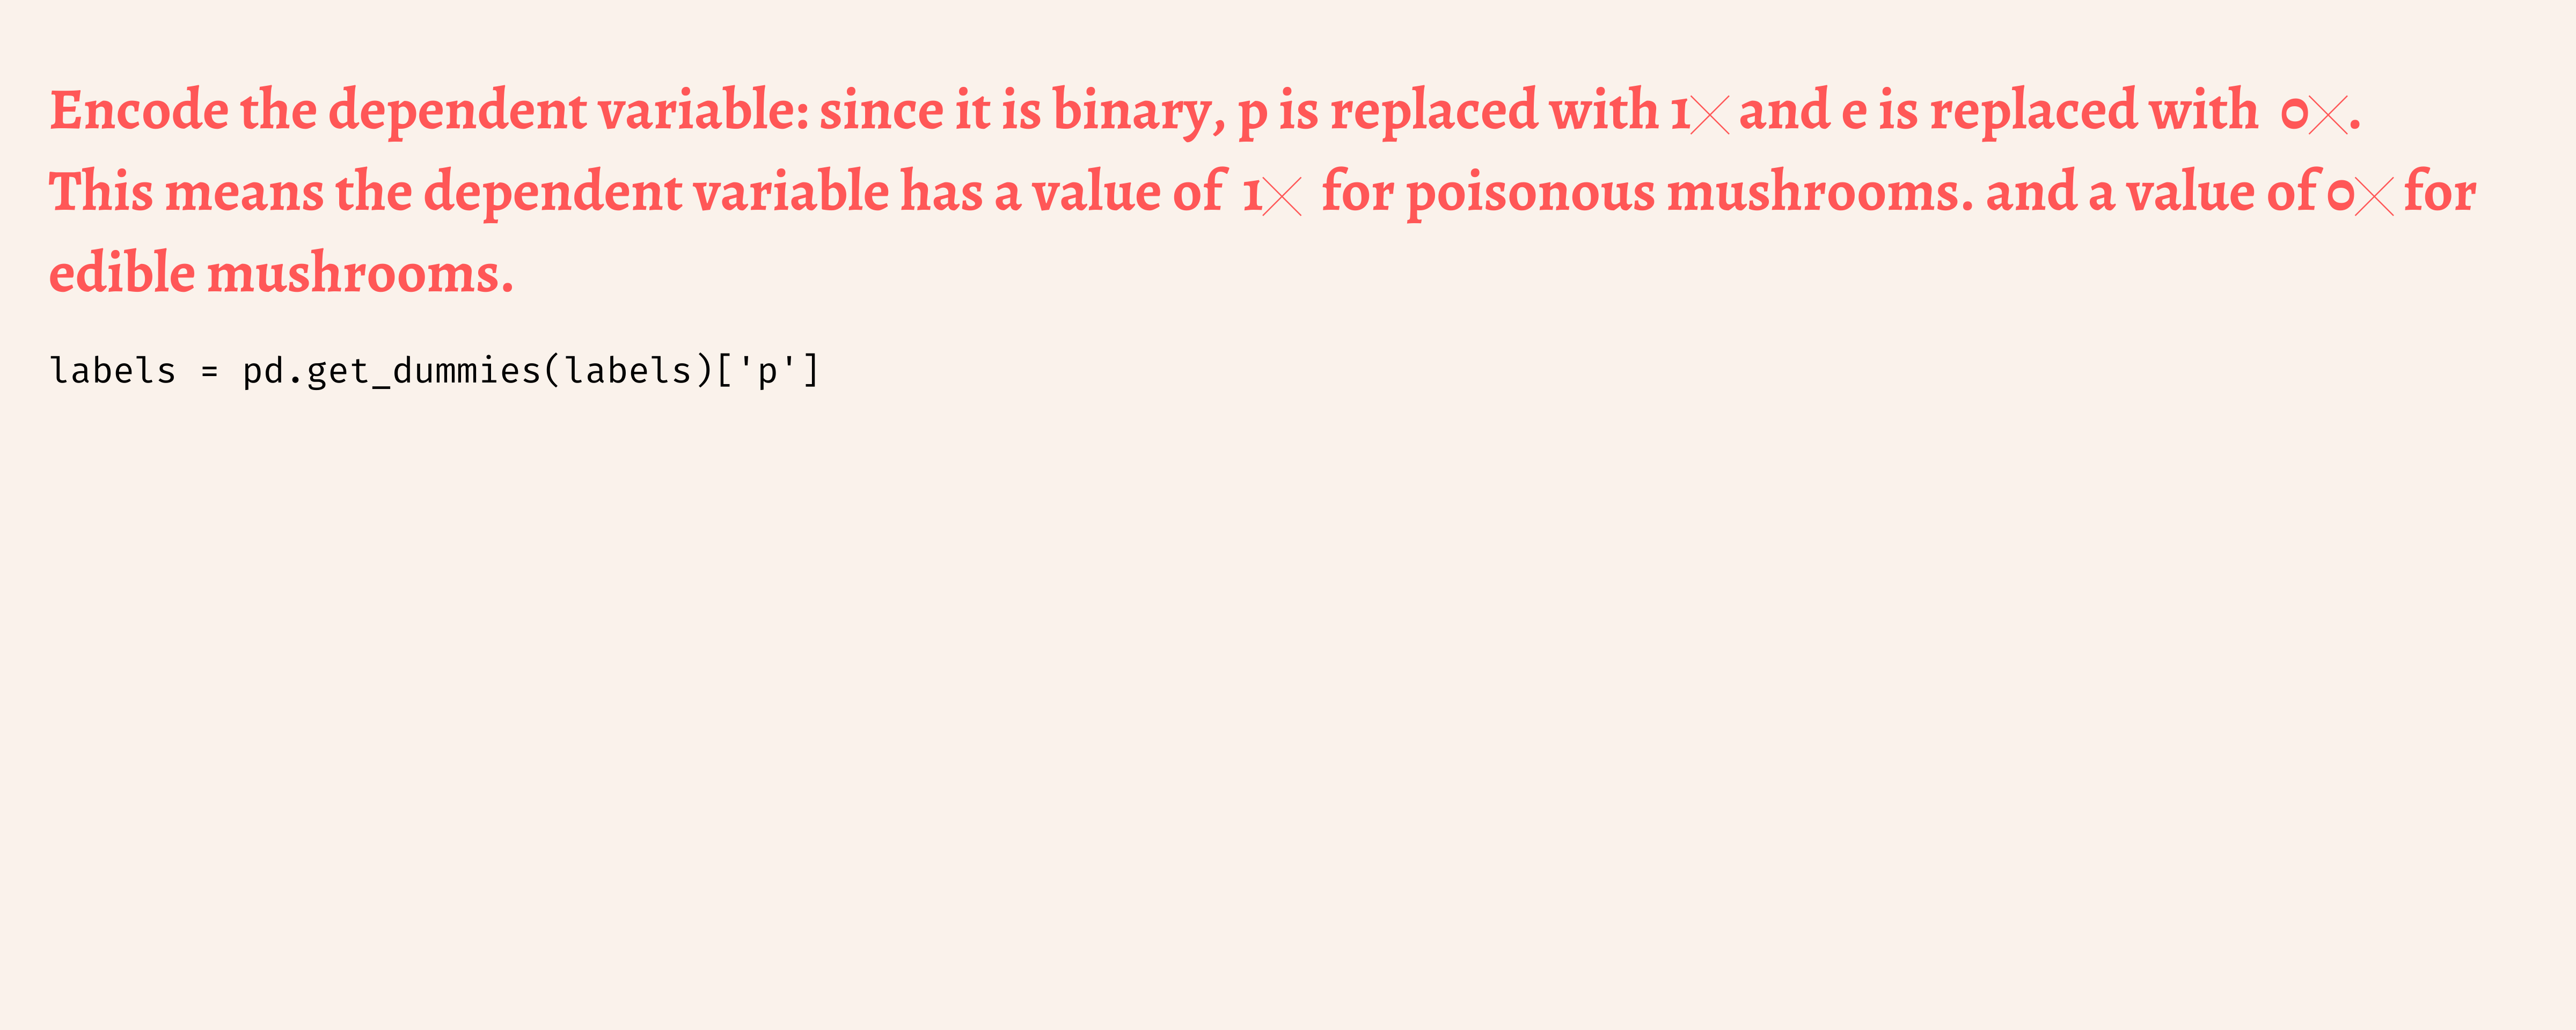 Encode the dependent variable: since it is binary, p is replaced with 1× and e is replaced with 0×.
This means the dependent variable has a value of 1× for poisonous mushrooms. and a value of 0× for
edible mushrooms.
labels = pd.get_dummies(labels)['p']